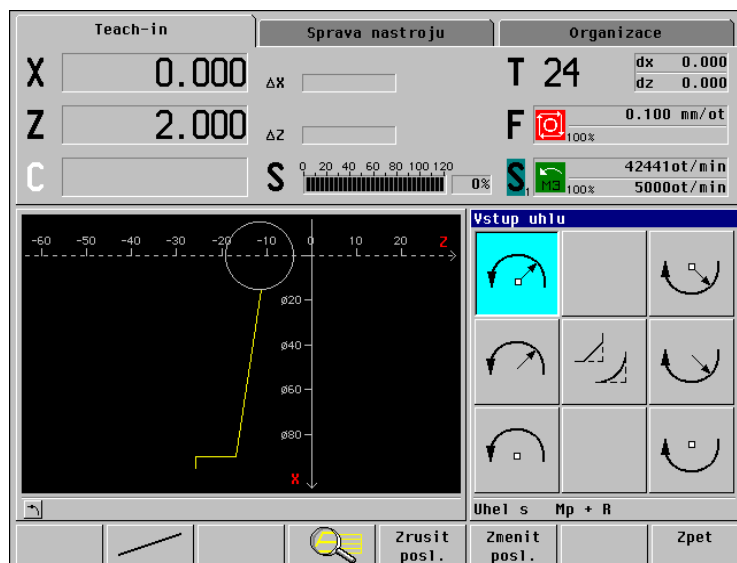 Teach-in
Sprava nastroju
Organizace
X 0.000 ΔX
T 24 dx 0.000
dz 0.000
Z 2.000 ΔZ
F 100% 0.100 mm/ot
C
S 0 20 40 60 80 100 120 0%
S1 M3 100% 42441ot/min
5000ot/min
-60 -50 -40 -30 -20 -10 0 10 20 Z
ø20
ø40
ø60
ø80
X
Vstup uhlu
Uhel s Mp + R
Zrusit posl.
Zmenit posl.
Zpet